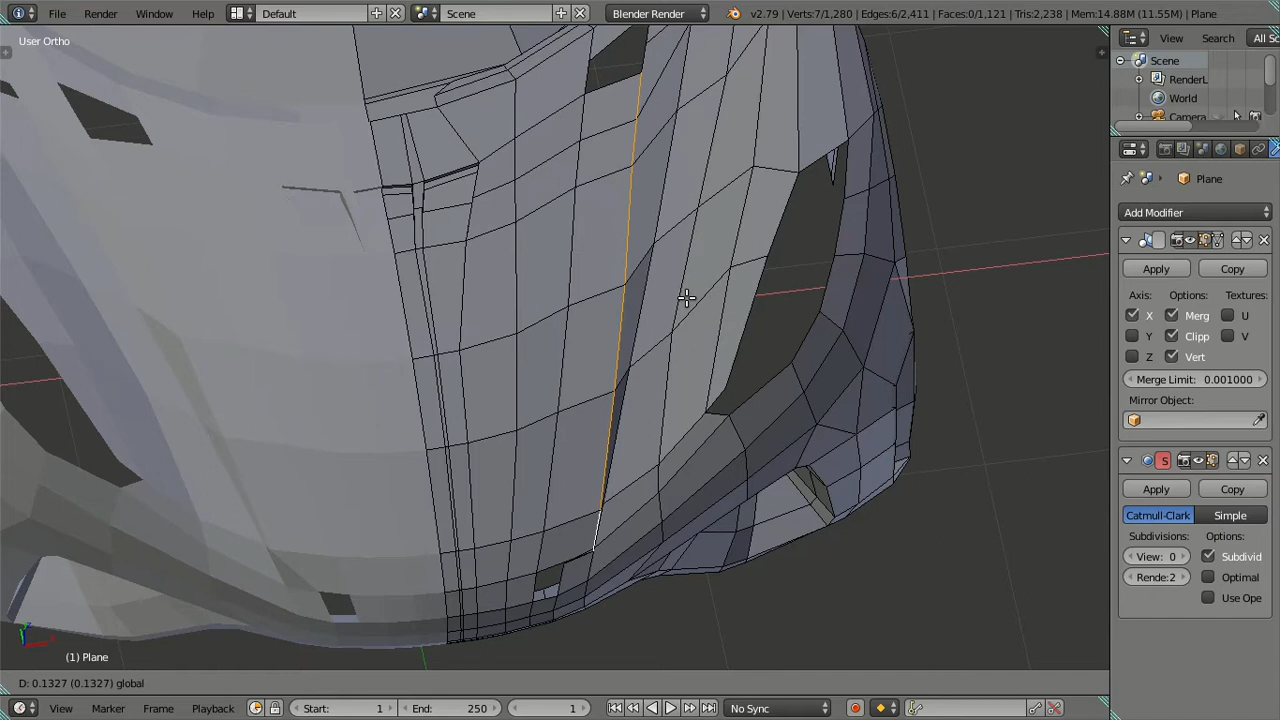 File Render Window Help Default Scene Blender Render v2.79 | Verts:7/1,280 | Edges:6/2,411 | Faces:0/1,121 | Tris:2,238 | Mem:14.88M (11.55M) | Plane
User Ortho
View Search All Sc
Scene
RenderL
World
Camera
Plane
Add Modifier
Apply Copy
Axis: Options: Textures:
X Merg U
Y Clipp V
Z Vert
Merge Limit: 0.001000
Mirror Object:
S
Apply Copy
Catmull-Clark Simple
Subdivisions: Options:
View: 0 Subdivid
Rende:2 Optimal
Use Ope
(1) Plane
D: 0.1327 (0.1327) global
View Marker Frame Playback Start: 1 End: 250 1 No Sync